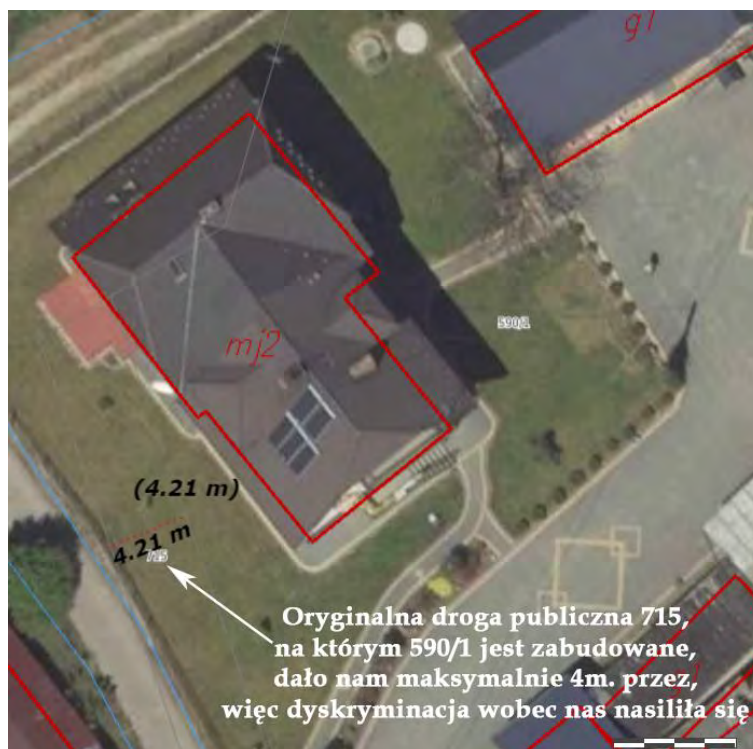 g1
mj2
590/1
(4.21 m)
4.21 m
715
Oryginalna droga publiczna 715,
na którym 590/1 jest zabudowane,
dało nam maksymalnie 4m. przez,
więc dyskryminacja wobec nas nasiliła się